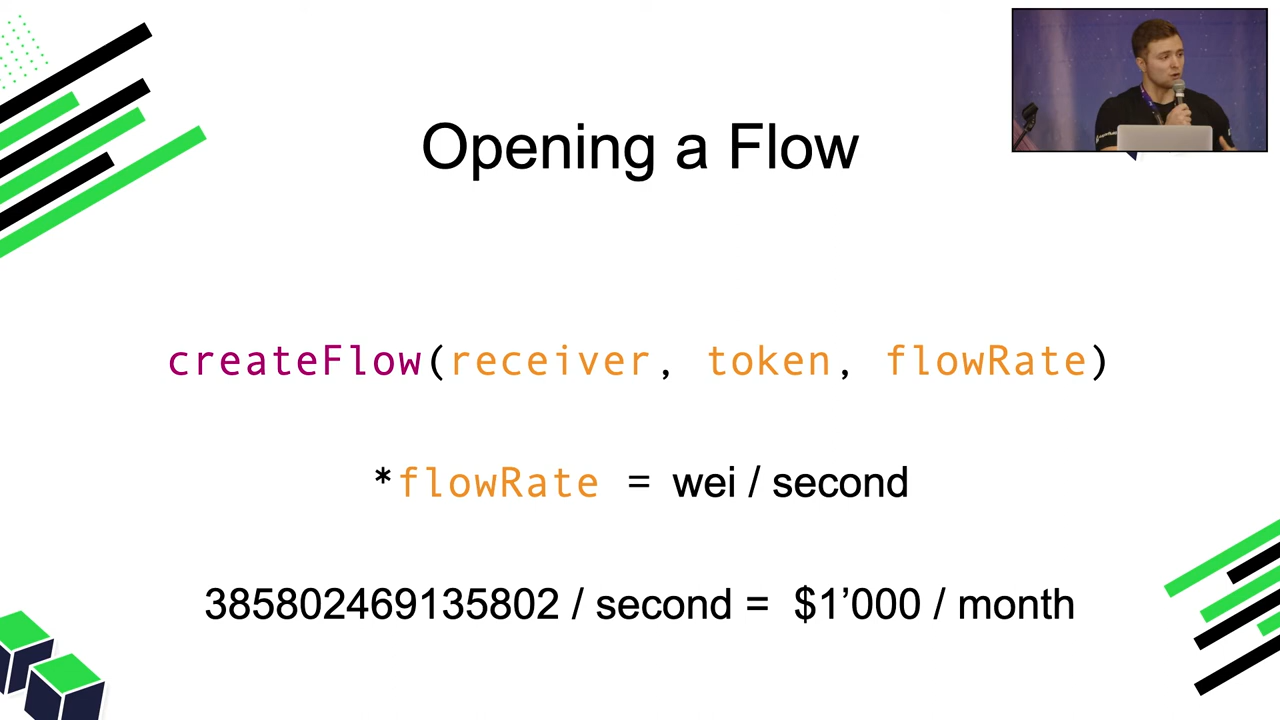 Opening a Flow
createFlow(receiver, token, flowRate)
*flowRate = wei / second
385802469135802 / second = $1’000 / month